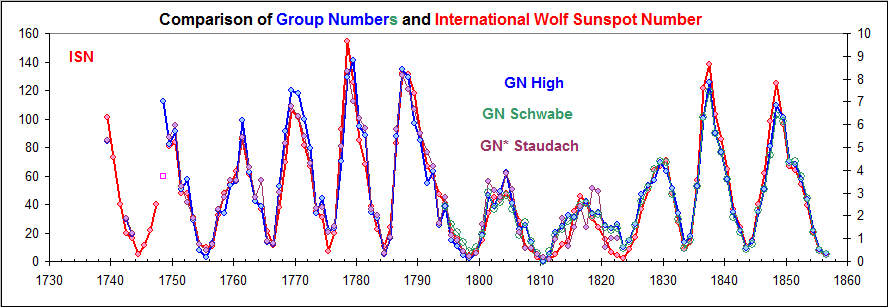 Comparison of Group Numbers and International Wolf Sunspot Number
160 10
140 9
120 8
100 7
80 6
60 5
40 4
20 3
0 2
1
0
ISN
GN High
GN Schwabe
GN* Staudach
1730 1740 1750 1760 1770 1780 1790 1800 1810 1820 1830 1840 1850 1860